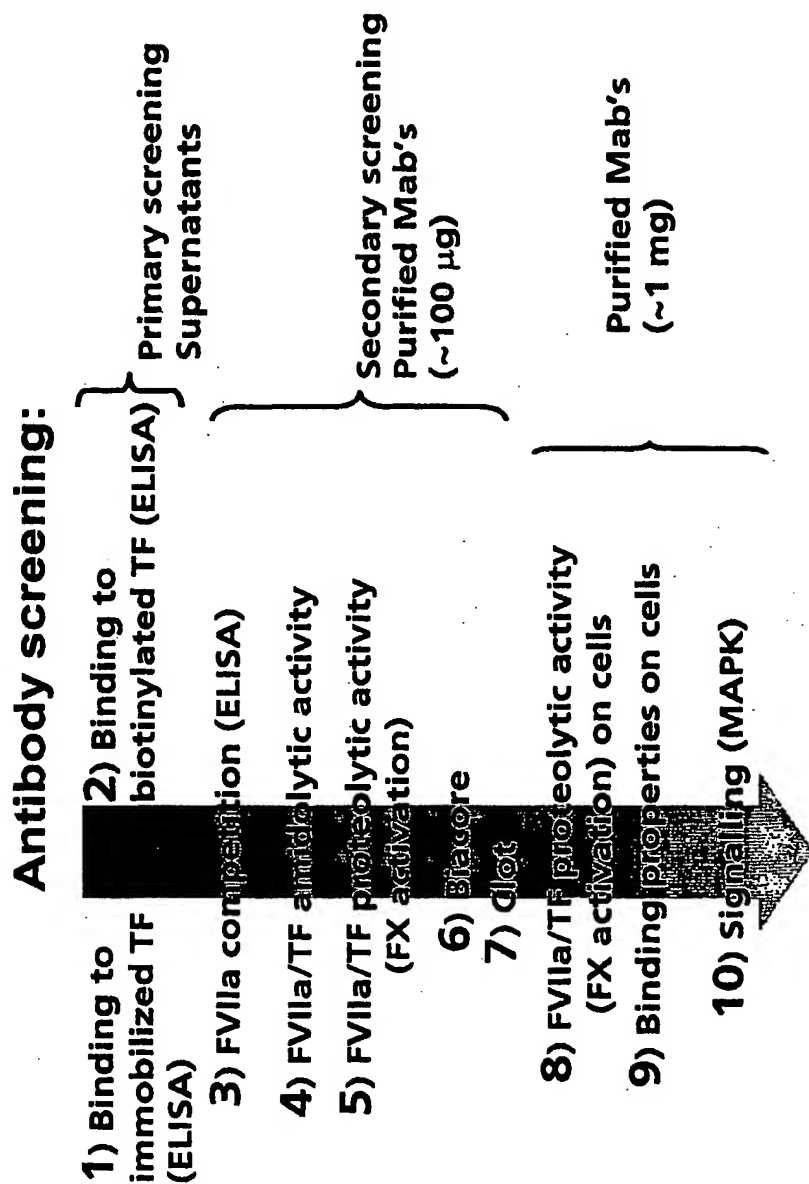 Antibody screening:
1) Binding to
immobilized TF
(ELISA)
2) Binding to
biotinylated TF (ELISA)
Primary screening
Supernatants
3) FVIIa competition (ELISA)
4) FVIIa/TF amidolytic activity
5) FVIIa/TF proteolytic activity
(FX activation)
6) Biacore
7) Clot
Secondary screening
Purified Mab's
(~100 µg)
8) FVIIa/TF proteolytic activity
(FX activation) on cells
9) Binding properties on cells
10) Signalling (MAPK)
Purified Mab's
(~1 mg)